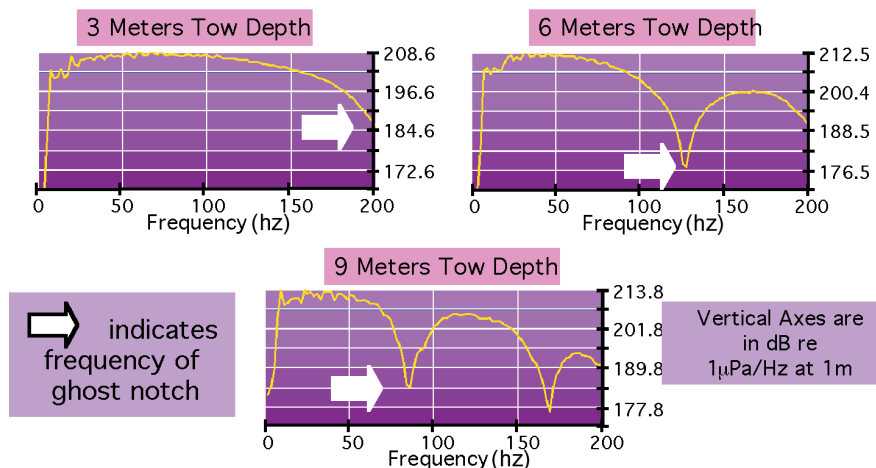 3 Meters Tow Depth
208.6
196.6
184.6
172.6
0 50 100 150 200
Frequency (hz)
6 Meters Tow Depth
212.5
200.4
188.5
176.5
0 50 100 150 200
Frequency (hz)
9 Meters Tow Depth
213.8
201.8
189.8
177.8
0 50 100 150 200
Frequency (hz)
indicates
frequency of
ghost notch
Vertical Axes are
in dB re
1μPa/Hz at 1m